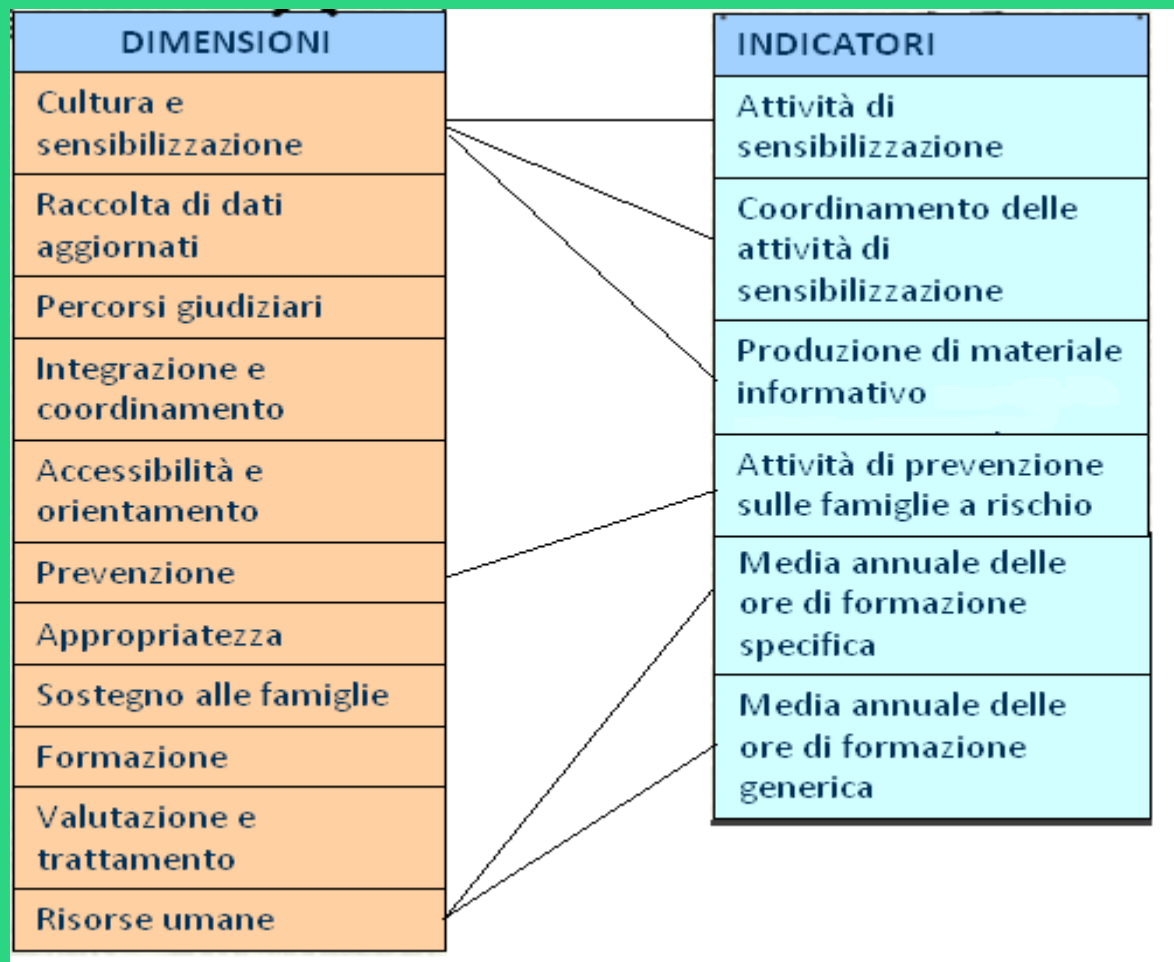 DIMENSIONI
Cultura e
sensibilizzazione
Raccolta di dati
aggiornati
Percorsi giudiziari
Integrazione e
coordinamento
Accessibilità e
orientamento
Prevenzione
Appropriatezza
Sostegno alle famiglie
Formazione
Valutazione e
trattamento
Risorse umane
INDICATORI
Attività di
sensibilizzazione
Coordinamento delle
attività di
sensibilizzazione
Produzione di materiale
informativo
Attività di prevenzione
sulle famiglie a rischio
Media annuale delle
ore di formazione
specifica
Media annuale delle
ore di formazione
generica